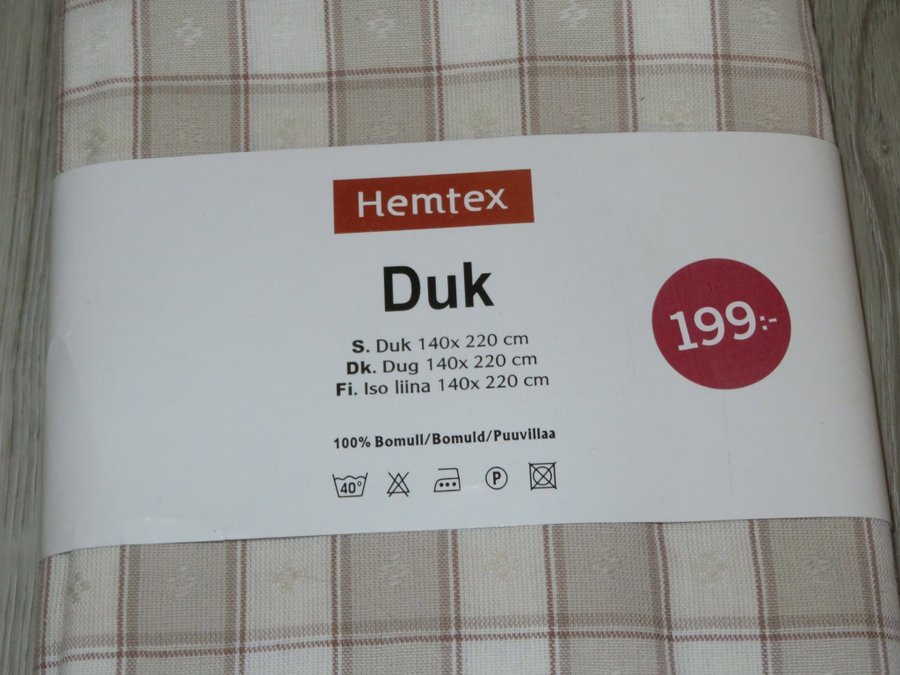 Hemtex
Duk
199:-
S. Duk 140x 220 cm
Dk. Dug 140x 220 cm
Fi. Iso liina 140x 220 cm
100% Bomull/Bomuld/Puuvillaa
40° P